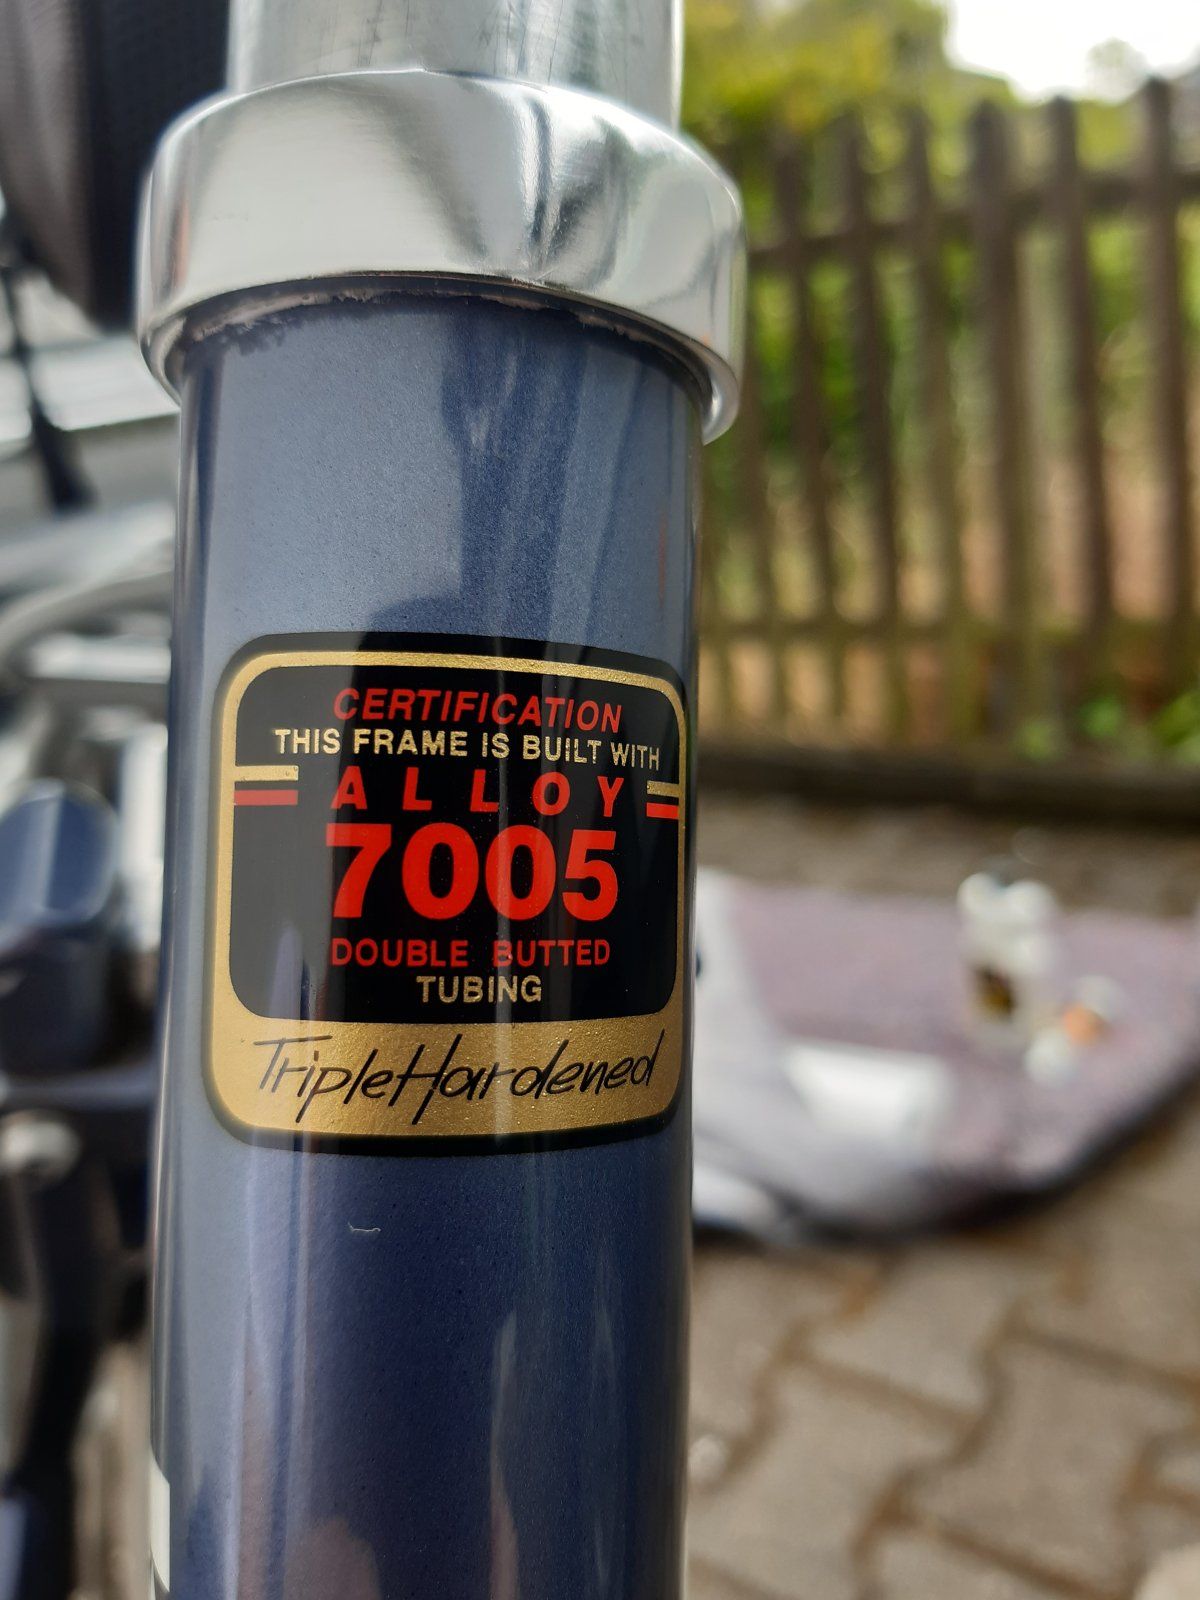 CERTIFICATION
THIS FRAME IS BUILT WITH
ALLOY
7005
DOUBLE BUTTED
TUBING
TripleHardened